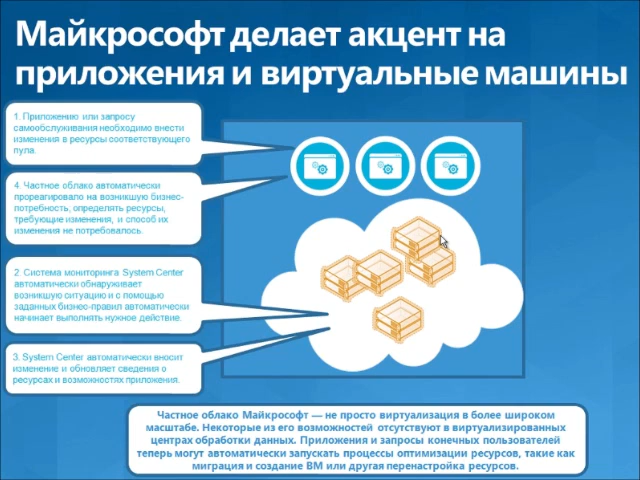 Майкрософт делает акцент на
приложения и виртуальные машины
1. Приложению или запросу
самообслуживания необходимо внести
изменения в ресурсы соответствующего
пула.
4. Частное облако автоматически
прореагировало на возникшую бизнес-
потребность, определять ресурсы,
требующие изменения, и способ их
изменения не потребовалось.
2. Система мониторинга System Center
автоматически обнаруживает
возникшую ситуацию и с помощью
заданных бизнес-правил автоматически
начинает выполнять нужное действие.
3. System Center автоматически вносит
изменение и обновляет сведения о
ресурсах и возможностях приложения.
Частное облако Майкрософт — не просто виртуализация в более широком
масштабе. Некоторые из его возможностей отсутствуют в виртуализированных
центрах обработки данных. Приложения и запросы конечных пользователей
теперь могут автоматически запускать процессы оптимизации ресурсов, такие как
миграция и создание ВМ или другая перенастройка ресурсов.